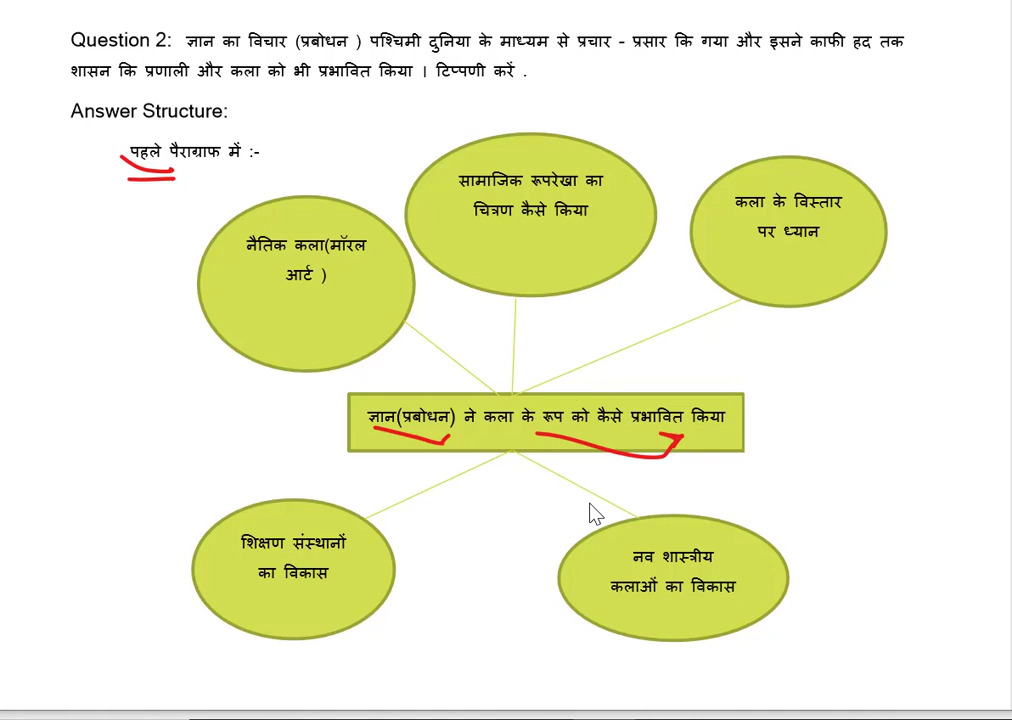 Question 2: ज्ञान का विचार (प्रबोधन ) पश्चिमी दुनिया के माध्यम से प्रचार - प्रसार कि गया और इसने काफी हद तक
शासन कि प्रणाली और कला को भी प्रभावित किया । टिप्पणी करें .
Answer Structure:
पहले पैराग्राफ में :-
सामाजिक रूपरेखा का
चित्रण कैसे किया
कला के विस्तार
पर ध्यान
नैतिक कला(मॉरल
आर्ट )
ज्ञान(प्रबोधन) ने कला के रूप को कैसे प्रभावित किया
शिक्षण संस्थानों
का विकास
नव शास्त्रीय
कलाओं का विकास